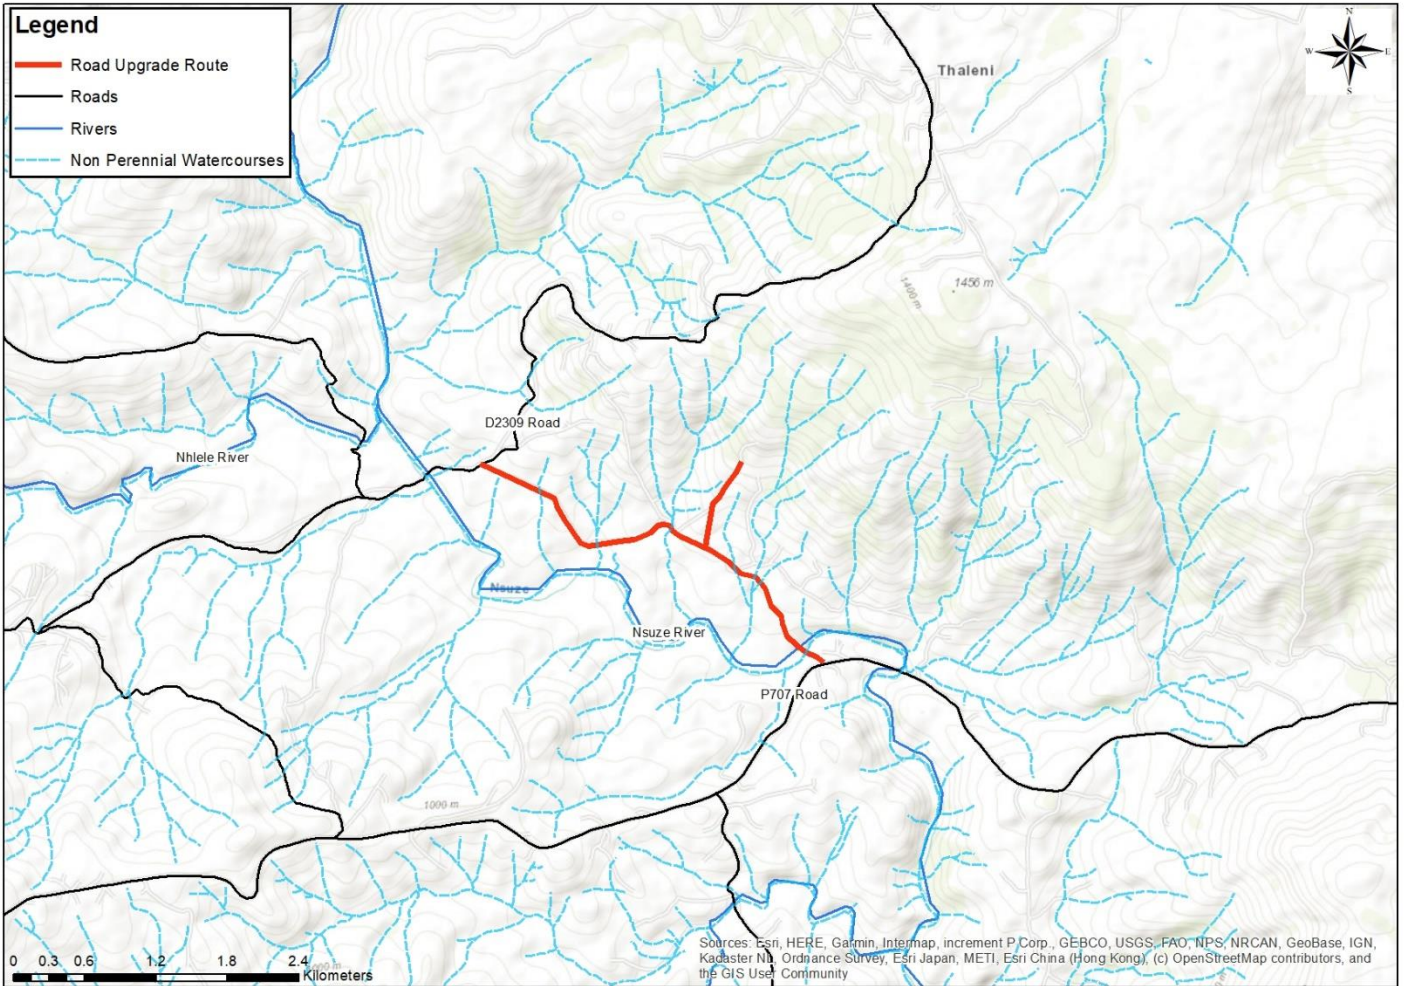 Legend
Road Upgrade Route
Roads
Rivers
Non Perennial Watercourses
N
W
E
S
Thaleni
1400 m
1456 m
D2309 Road
Nhlele River
Nsuze
Nsuze River
P707 Road
1000 m
0 0.3 0.6 1.2 1.8 2.4
Kilometers
Sources: Esri, HERE, Garmin, Intermap, increment P Corp., GEBCO, USGS, FAO, NPS, NRCAN, GeoBase, IGN,
Kadaster NL, Ordnance Survey, Esri Japan, METI, Esri China (Hong Kong), (c) OpenStreetMap contributors, and
the GIS User Community